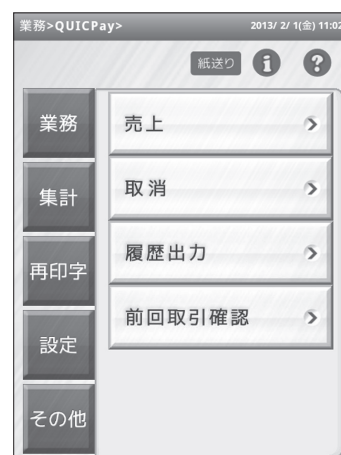 業務>QUICPay>
2013/ 2/ 1(金) 11:02
紙送り
業務
集計
再印字
設定
その他
売上
取消
履歴出力
前回取引確認